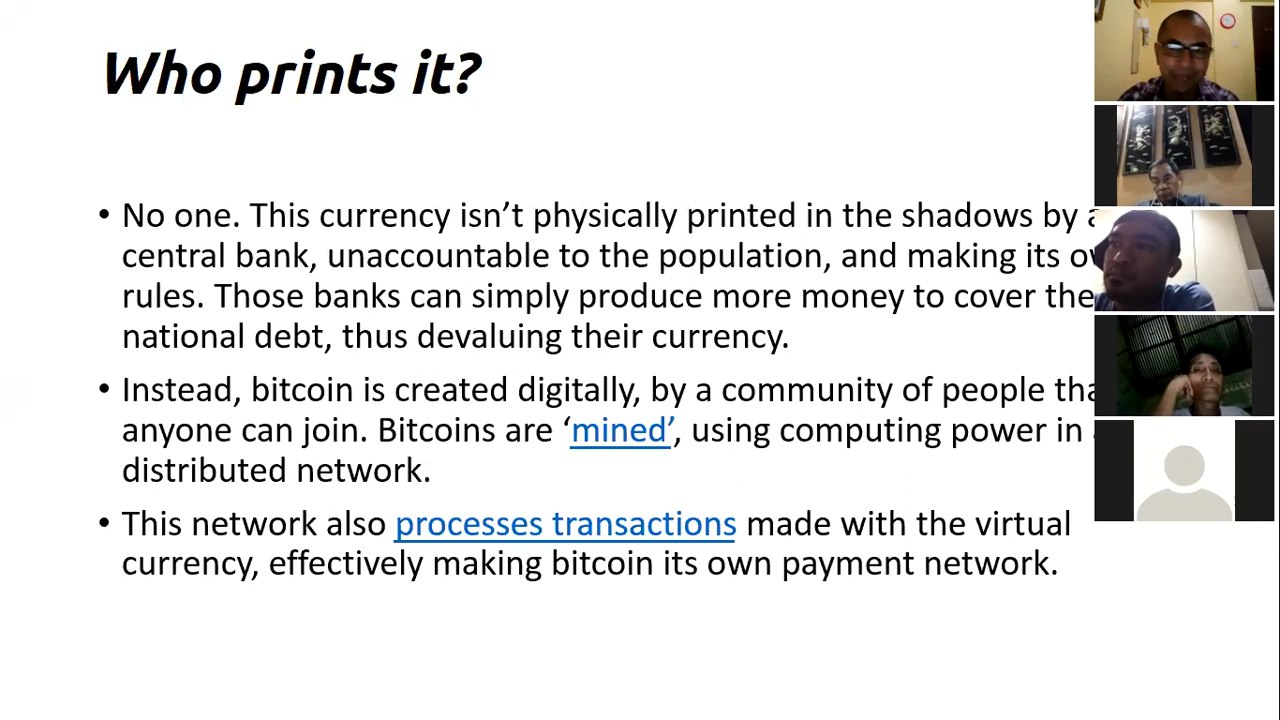 Who prints it?
• No one. This currency isn’t physically printed in the shadows by
central bank, unaccountable to the population, and making its
rules. Those banks can simply produce more money to cover the
national debt, thus devaluing their currency.
• Instead, bitcoin is created digitally, by a community of people
anyone can join. Bitcoins are ‘mined’, using computing power in
distributed network.
• This network also processes transactions made with the virtual
currency, effectively making bitcoin its own payment network.